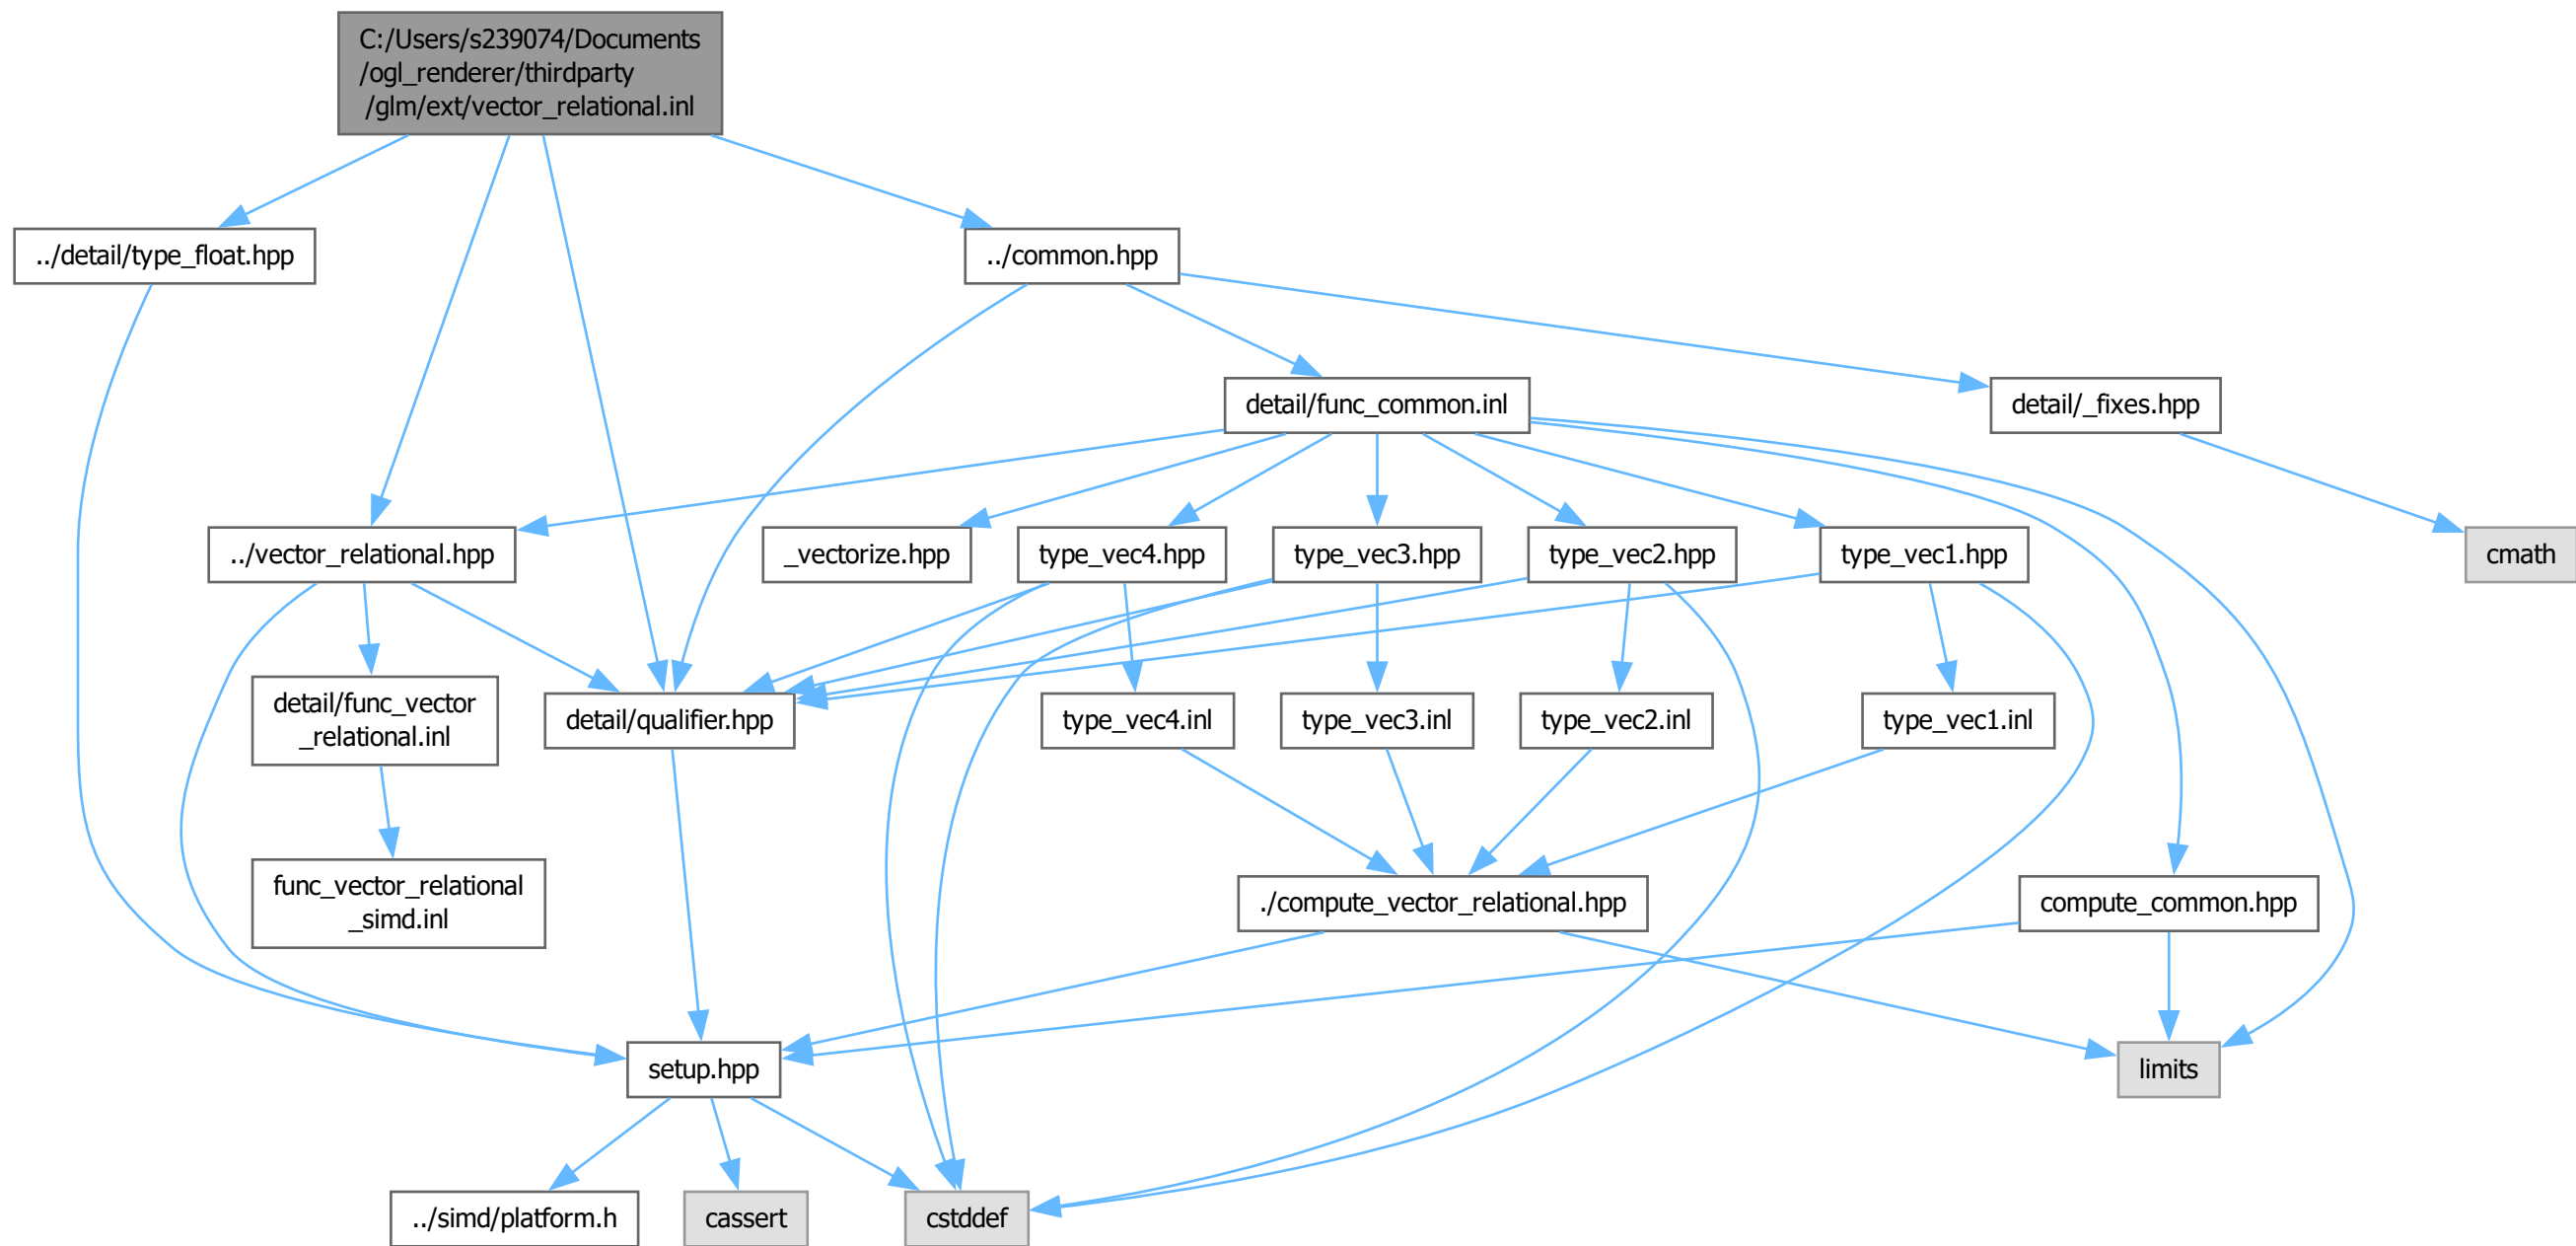 C:/Users/s239074/Documents
/ogl_renderer/thirdparty
/glm/ext/vector_relational.inl
../detail/type_float.hpp
../common.hpp
detail/func_common.inl
detail/_fixes.hpp
../vector_relational.hpp
_vectorize.hpp
type_vec4.hpp
type_vec3.hpp
type_vec2.hpp
type_vec1.hpp
cmath
detail/func_vector
_relational.inl
detail/qualifier.hpp
type_vec4.inl
type_vec3.inl
type_vec2.inl
type_vec1.inl
func_vector_relational
_simd.inl
./compute_vector_relational.hpp
compute_common.hpp
setup.hpp
limits
../simd/platform.h
cassert
cstddef